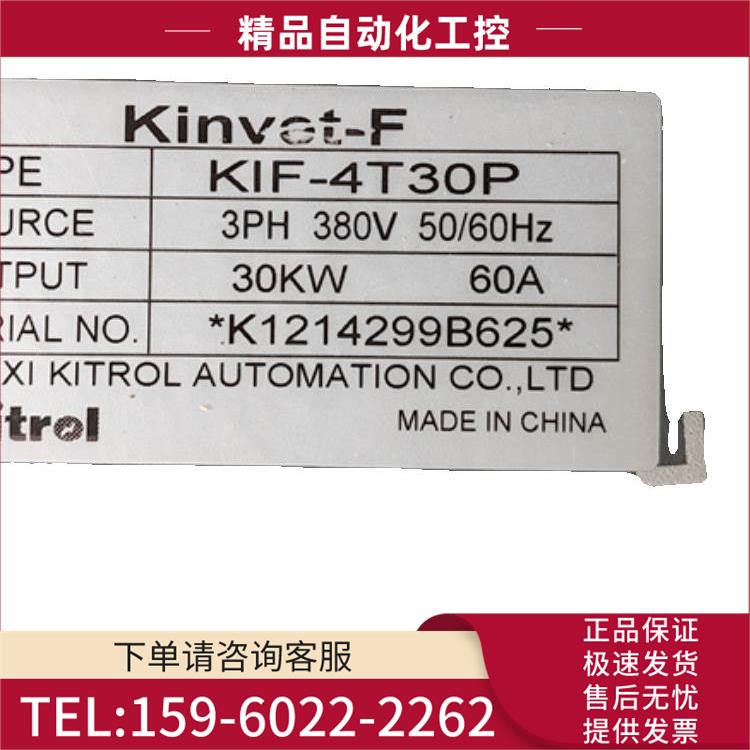 精品自动化工控
Kinvet-F
PE KIF-4T30P
URCE 3PH 380V 50/60Hz
TPUT 30KW 60A
RIAL NO. *K1214299B625*
XI KITROL AUTOMATION CO.,LTD
itrol MADE IN CHINA
下单请咨询客服
TEL:159-6022-2262
正品保证
极速发货
售后无忧
提供发票